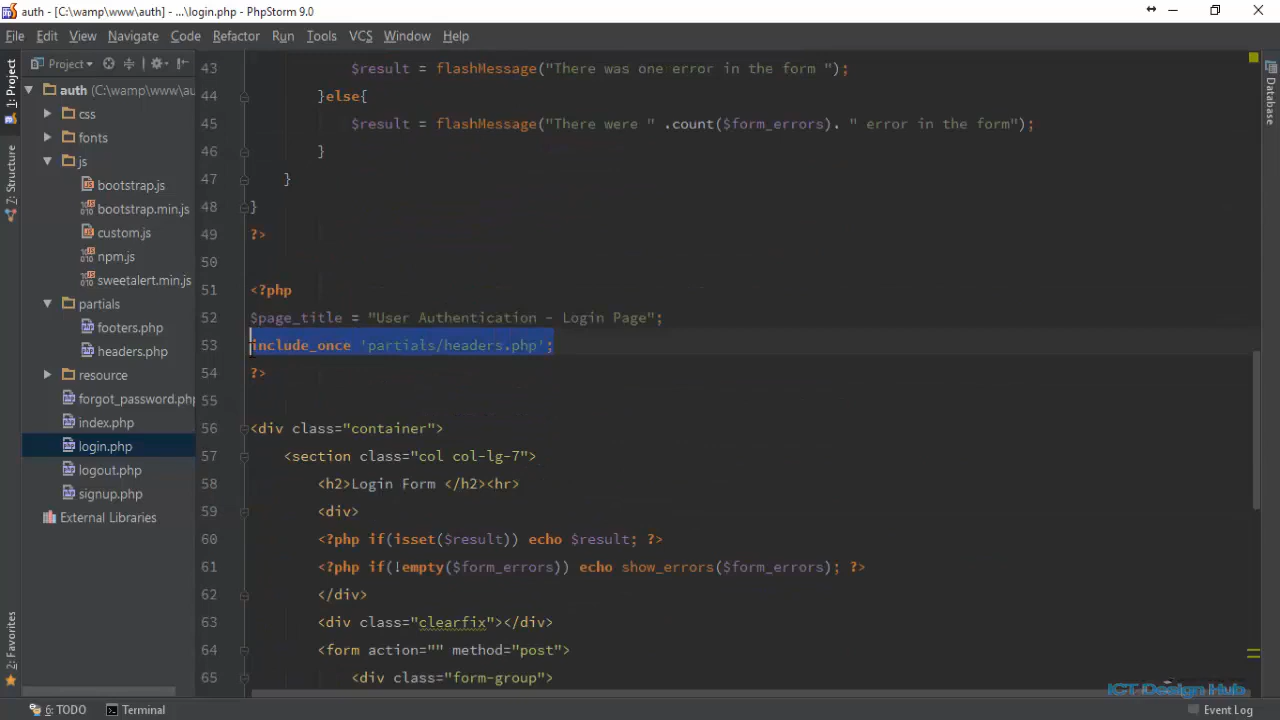 auth - [C:\wamp\www\auth] - ...\login.php - PhpStorm 9.0
File Edit View Navigate Code Refactor Run Tools VCS Window Help
1: Project
Z: Structure
2: Favorites
Project
auth (C:\wamp\www\au
css
fonts
js
bootstrap.js
bootstrap.min.js
custom.js
npm.js
sweetalert.min.js
partials
footers.php
headers.php
resource
forgot_password.php
index.php
login.php
logout.php
signup.php
External Libraries
43 $result = flashMessage("There was one error in the form ");
44 }else{
45 $result = flashMessage("There were " .count($form_errors). " error in the form");
46 }
47 }
48 }
49 ?>
50
51 <?php
52 $page_title = "User Authentication - Login Page";
53 include_once 'partials/headers.php';
54 ?>
55
56 <div class="container">
57 <section class="col col-lg-7">
58 <h2>Login Form </h2><hr>
59 <div>
60 <?php if(isset($result)) echo $result; ?>
61 <?php if(!empty($form_errors)) echo show_errors($form_errors); ?>
62 </div>
63 <div class="clearfix"></div>
64 <form action="" method="post">
65 <div class="form-group">
Database
ICT Design Hub
6: TODO Terminal Event Log